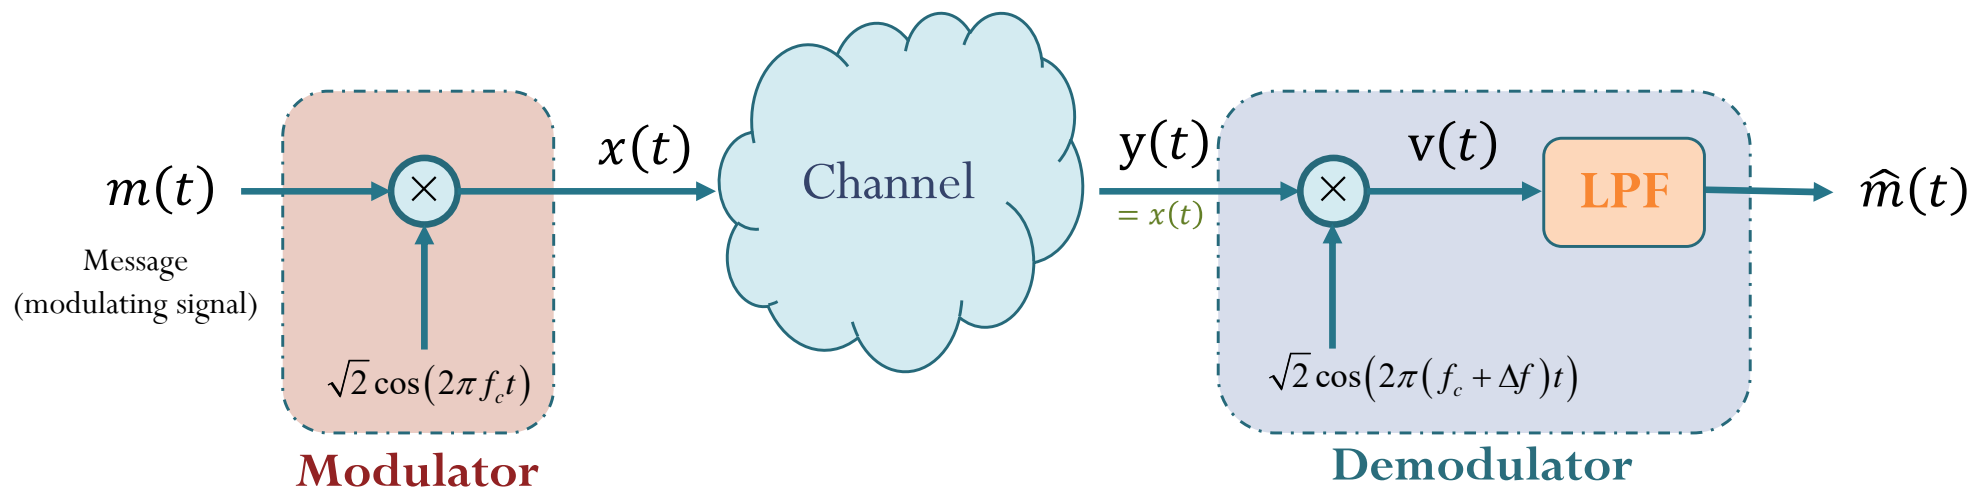 m(t)
Message
(modulating signal)
×
√2 cos(2πf_c t)
Modulator
x(t)
Channel
y(t)
= x(t)
×
√2 cos(2π(f_c + Δf)t)
v(t)
LPF
Demodulator
m̂(t)